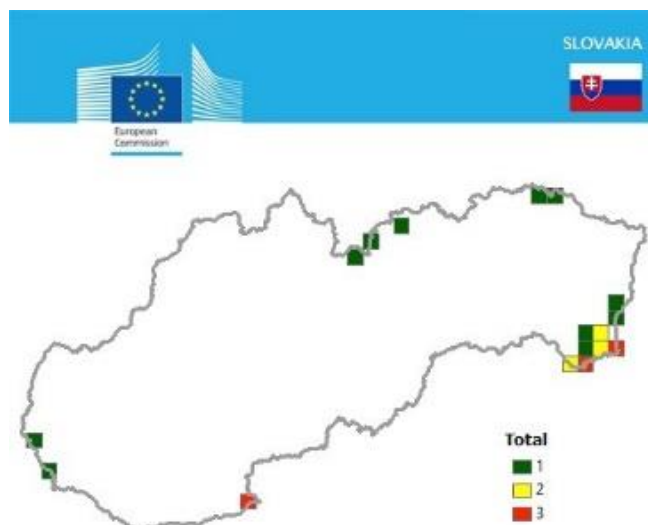 SLOVAKIA
European
Commission
Total
1
2
3